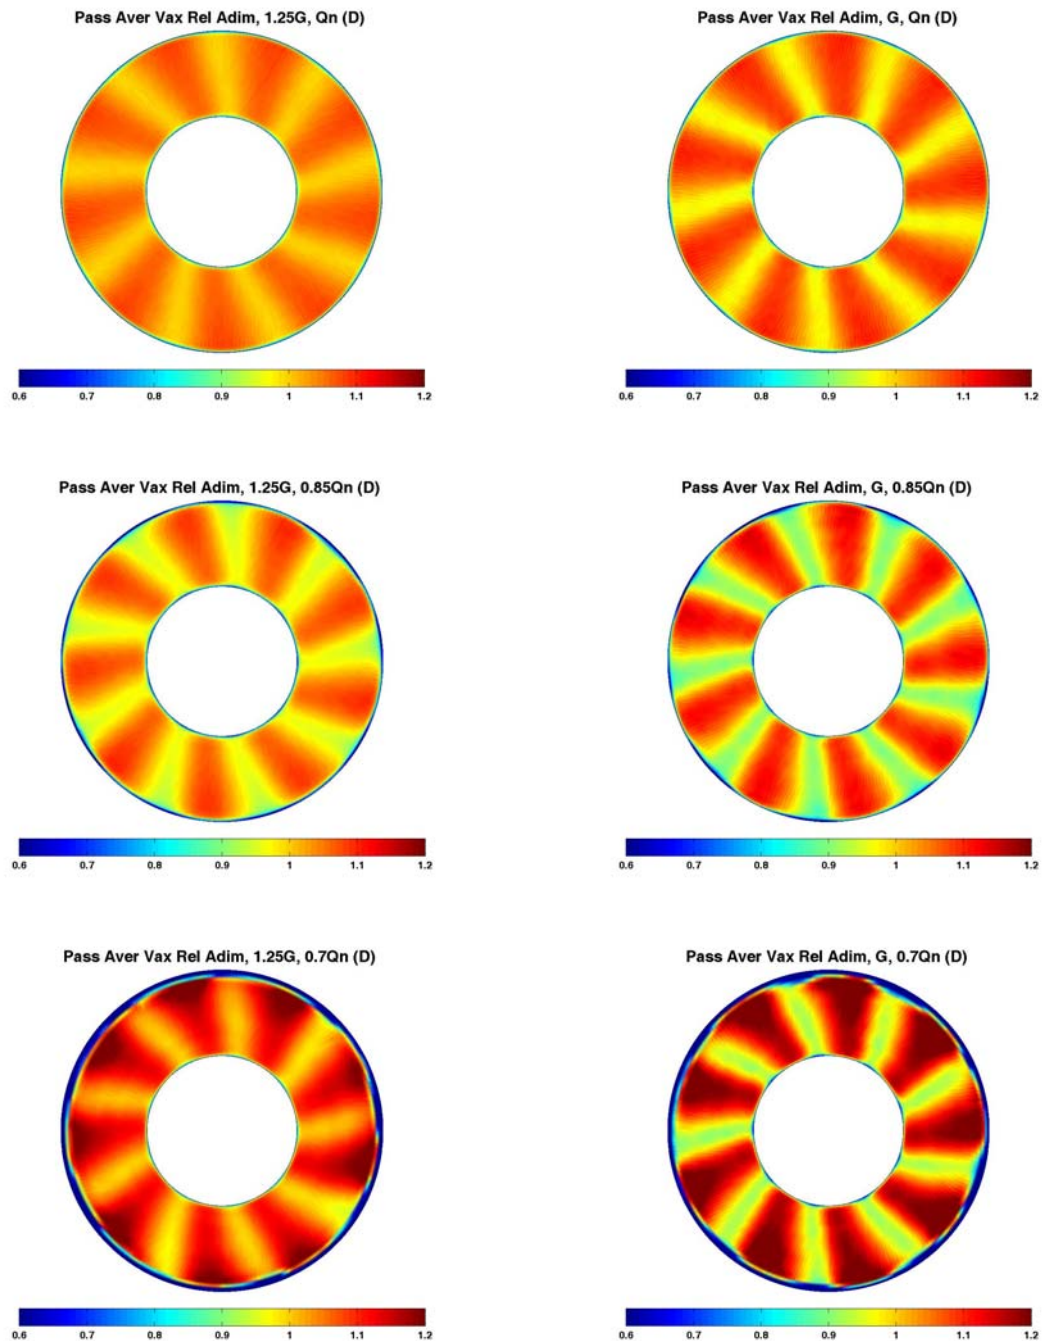 Pass Aver Vax Rel Adim, 1.25G, Qn (D)
Pass Aver Vax Rel Adim, G, Qn (D)
0.6 0.7 0.8 0.9 1 1.1 1.2
0.6 0.7 0.8 0.9 1 1.1 1.2
Pass Aver Vax Rel Adim, 1.25G, 0.85Qn (D)
Pass Aver Vax Rel Adim, G, 0.85Qn (D)
0.6 0.7 0.8 0.9 1 1.1 1.2
0.6 0.7 0.8 0.9 1 1.1 1.2
Pass Aver Vax Rel Adim, 1.25G, 0.7Qn (D)
Pass Aver Vax Rel Adim, G, 0.7Qn (D)
0.6 0.7 0.8 0.9 1 1.1 1.2
0.6 0.7 0.8 0.9 1 1.1 1.2